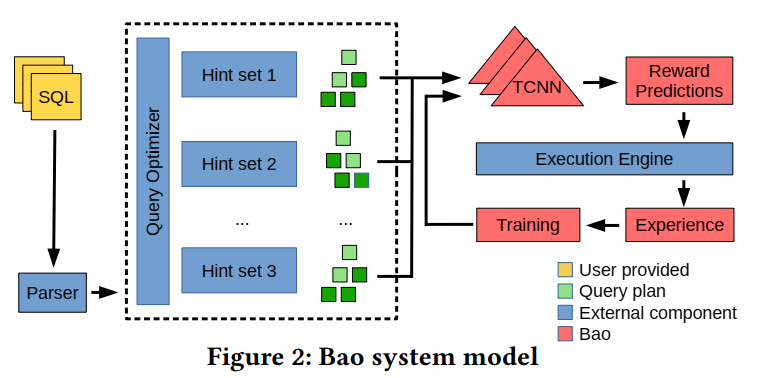 SQL
Parser
Query Optimizer
Hint set 1
Hint set 2
...
...
Hint set 3
TCNN
Reward
Predictions
Execution Engine
Training
Experience
User provided
Query plan
External component
Bao
Figure 2: Bao system model